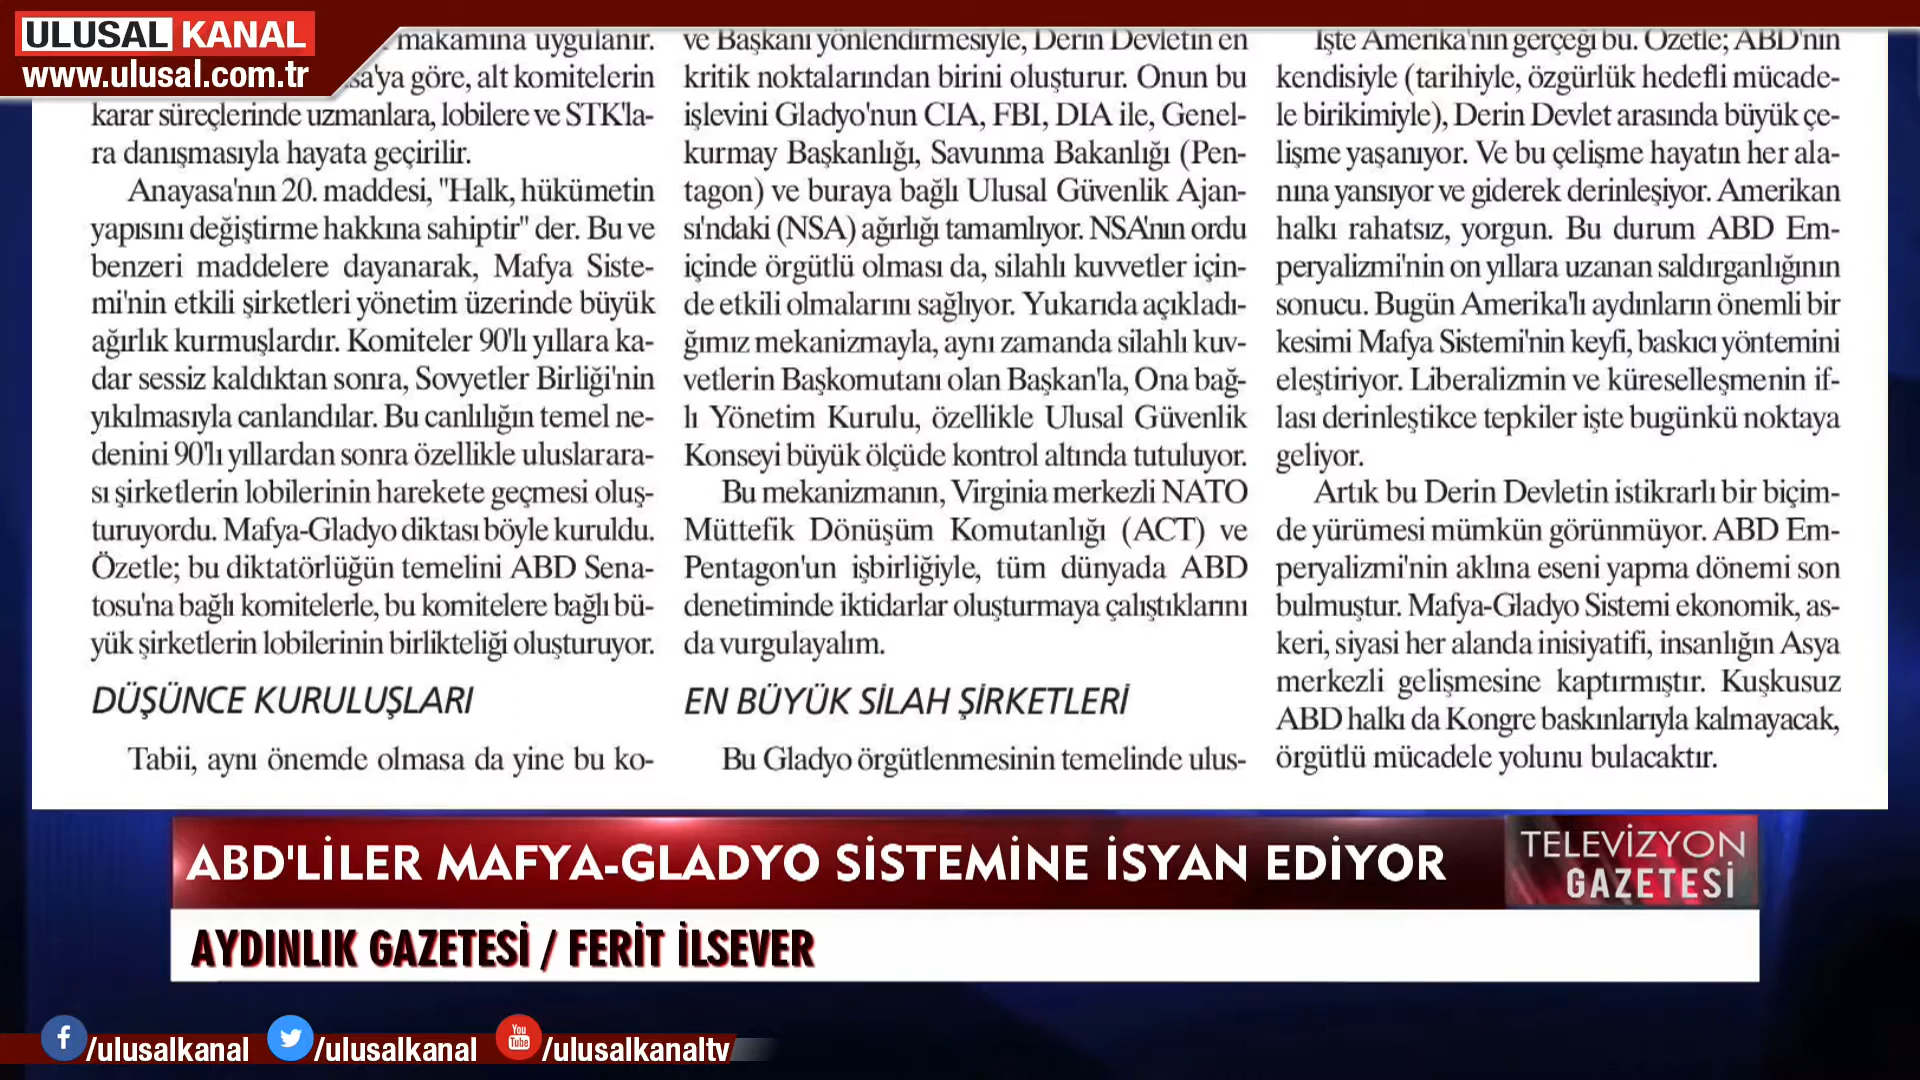 ULUSAL KANAL
www.ulusal.com.tr
makamına uygulanır.
sa'ya göre, alt komitelerin
karar süreçlerinde uzmanlara, lobilere ve STK'la-
ra danışmasıyla hayata geçirilir.
Anayasa'nın 20. maddesi, "Halk, hükümetin
yapısını değiştirme hakkına sahiptir" der. Bu ve
benzeri maddelere dayanarak, Mafya Siste-
mi'nin etkili şirketleri yönetim üzerinde büyük
ağırlık kurmuşlardır. Komiteler 90'lı yıllara ka-
dar sessiz kaldıktan sonra, Sovyetler Birliği'nin
yıkılmasıyla canlandılar. Bu canlılığın temel ne-
denini 90'lı yıllardan sonra özellikle uluslarara-
sı şirketlerin lobilerinin harekete geçmesi oluş-
turuyordu. Mafya-Gladyo diktası böyle kuruldu.
Özetle; bu diktatörlüğün temelini ABD Sena-
tosu'na bağlı komitelerle, bu komitelere bağlı bü-
yük şirketlerin lobilerinin birlikteliği oluşturuyor.
DÜŞÜNCE KURULUŞLARI
Tabii, aynı önemde olmasa da yine bu ko-
ve Başkanı yönlendirmesiyle, Derin Devletin en
kritik noktalarından birini oluşturur. Onun bu
işlevini Gladyo'nun CIA, FBI, DIA ile, Genel-
kurmay Başkanlığı, Savunma Bakanlığı (Pen-
tagon) ve buraya bağlı Ulusal Güvenlik Ajan-
sı'ndaki (NSA) ağırlığı tamamlıyor. NSA'nın ordu
içinde örgütlü olması da, silahlı kuvvetler için-
de etkili olmalarını sağlıyor. Yukarıda açıkladı-
ğımız mekanizmayla, aynı zamanda silahlı kuv-
vetlerin Başkomutanı olan Başkan'la, Ona bağ-
lı Yönetim Kurulu, özellikle Ulusal Güvenlik
Konseyi büyük ölçüde kontrol altında tutuluyor.
Bu mekanizmanın, Virginia merkezli NATO
Müttefik Dönüşüm Komutanlığı (ACT) ve
Pentagon'un işbirliğiyle, tüm dünyada ABD
denetiminde iktidarlar oluşturmaya çalıştıklarını
da vurgulayalım.
EN BÜYÜK SİLAH ŞİRKETLERİ
Bu Gladyo örgütlenmesinin temelinde ulus-
İşte Amerika'nın gerçeği bu. Özetle; ABD'nin
kendisiyle (tarihiyle, özgürlük hedefli mücade-
le birikimiyle), Derin Devlet arasında büyük çe-
lişme yaşanıyor. Ve bu çelişme hayatın her ala-
nına yansıyor ve giderek derinleşiyor. Amerikan
halkı rahatsız, yorgun. Bu durum ABD Em-
peryalizmi'nin on yıllara uzanan saldırganlığının
sonucu. Bugün Amerika'lı aydınların önemli bir
kesimi Mafya Sistemi'nin keyfi, baskıcı yöntemini
eleştiriyor. Liberalizmin ve küreselleşmenin if-
lası derinleştikce tepkiler işte bugünkü noktaya
geliyor.
Artık bu Derin Devletin istikrarlı bir biçim-
de yürümesi mümkün görünmüyor. ABD Em-
peryalizmi'nin aklına eseni yapma dönemi son
bulmuştur. Mafya-Gladyo Sistemi ekonomik, as-
keri, siyasi her alanda inisiyatifi, insanlığın Asya
merkezli gelişmesine kaptırmıştır. Kuşkusuz
ABD halkı da Kongre baskınlarıyla kalmayacak,
örgütlü mücadele yolunu bulacaktır.
ABD'LİLER MAFYA-GLADYO SİSTEMİNE İSYAN EDİYOR
TELEVİZYON
GAZETESİ
AYDINLIK GAZETESİ / FERİT İLSEVER
/ulusalkanal
/ulusalkanal
You
Tube
/ulusalkanaltv